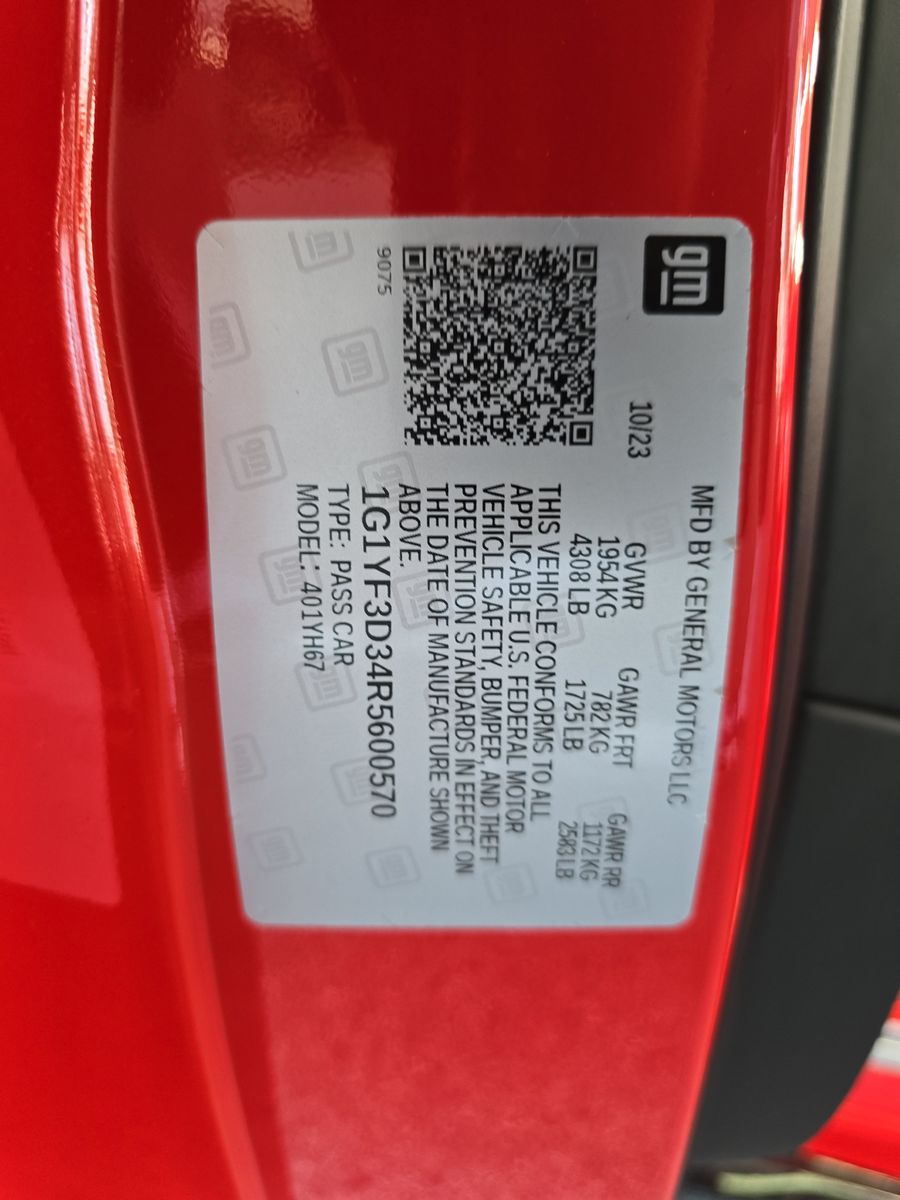 gm
MFD BY GENERAL MOTORS LLC
10/23
GVWR GAWR FRT GAWR RR
1954KG 782KG 1172KG
4308LB 1725LB 2583LB
THIS VEHICLE CONFORMS TO ALL
APPLICABLE U.S. FEDERAL MOTOR
VEHICLE SAFETY, BUMPER, AND THEFT
PREVENTION STANDARDS IN EFFECT ON
THE DATE OF MANUFACTURE SHOWN
ABOVE.
9075
1G1YF3D34R5600570
TYPE: PASS CAR
MODEL: 401YH67